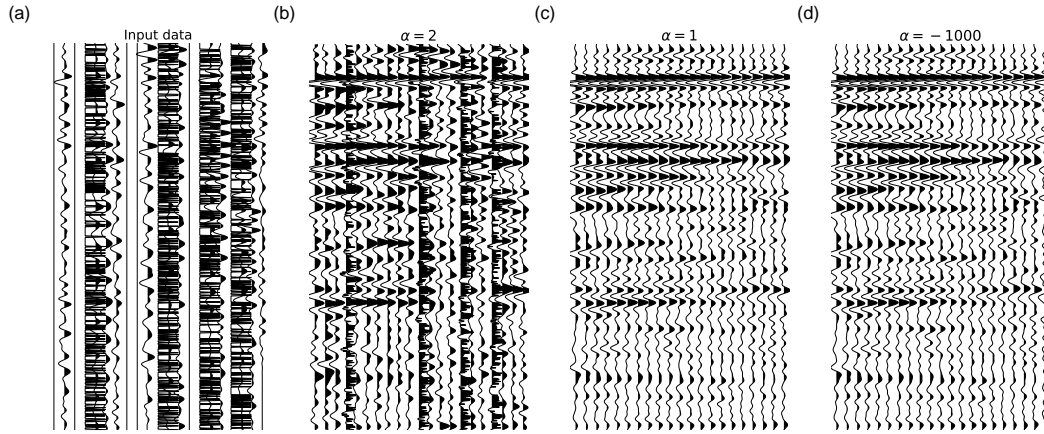 (a) (b) (c) (d)
Input data α = 2 α = 1 α = −1000